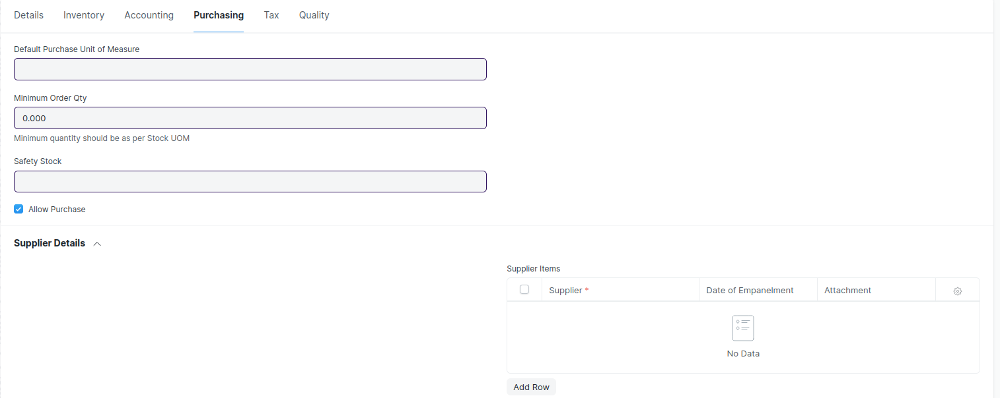 Details Inventory Accounting Purchasing Tax Quality
Default Purchase Unit of Measure
Minimum Order Qty
0.000
Minimum quantity should be as per Stock UOM
Safety Stock
Allow Purchase
Supplier Details
Supplier Items
Supplier * Date of Empanelment Attachment
No Data
Add Row